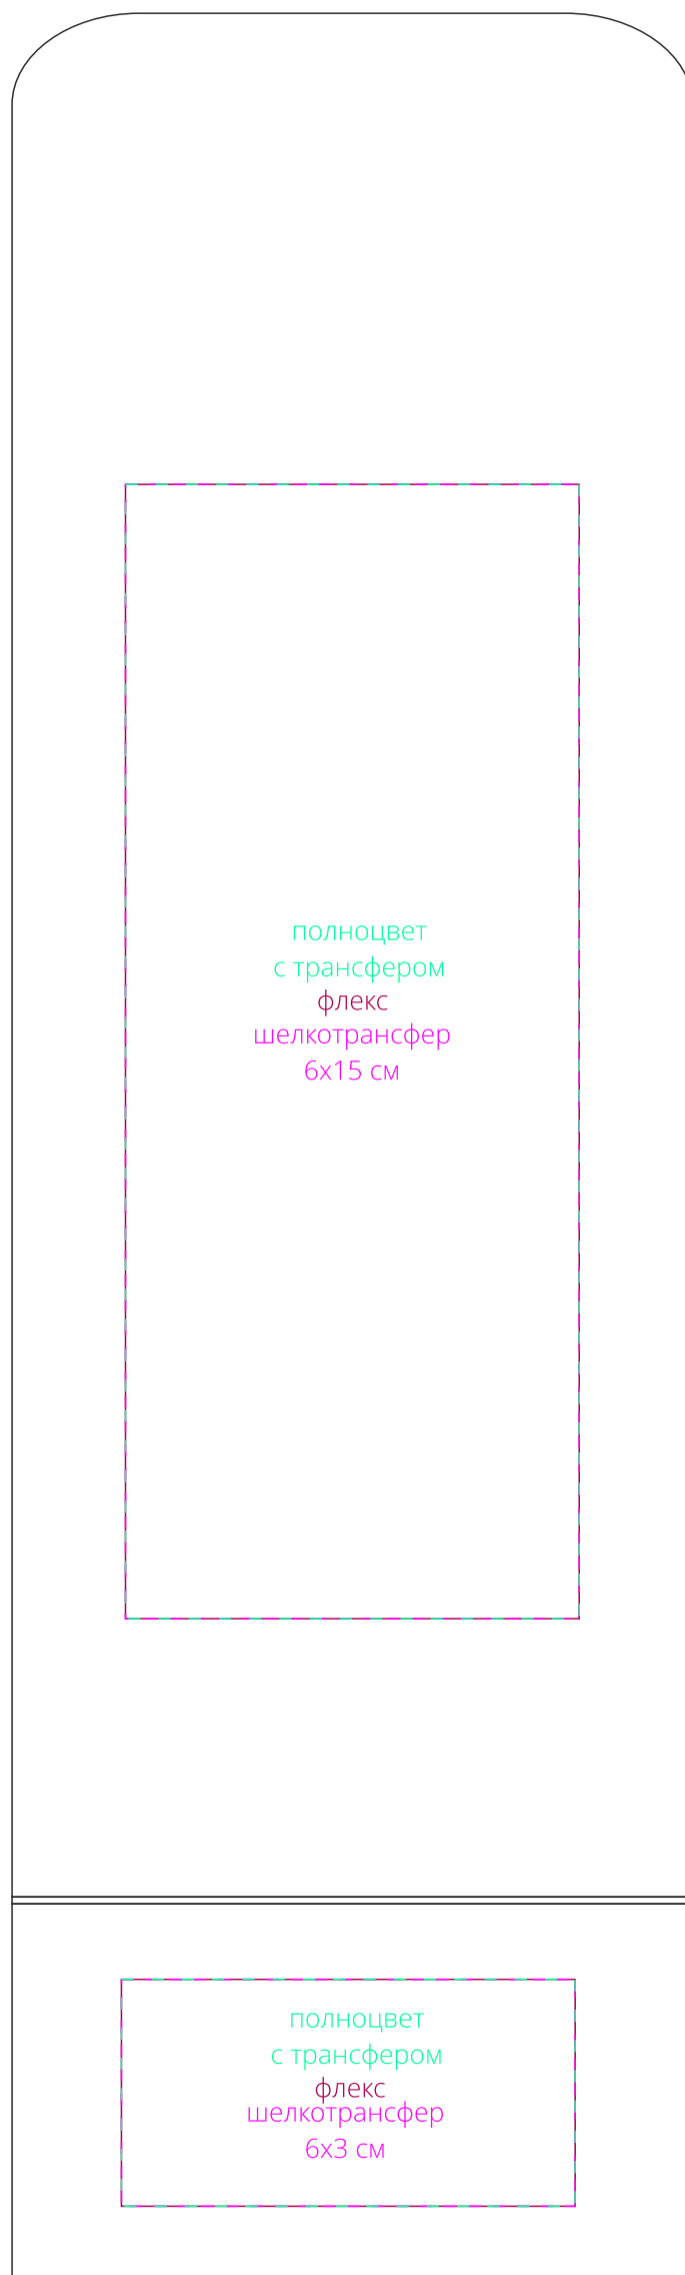 полноцвет
с трансфером
флекс
шелкотрансфер
6х15 см
полноцвет
с трансфером
флекс
шелкотрансфер
6х3 см